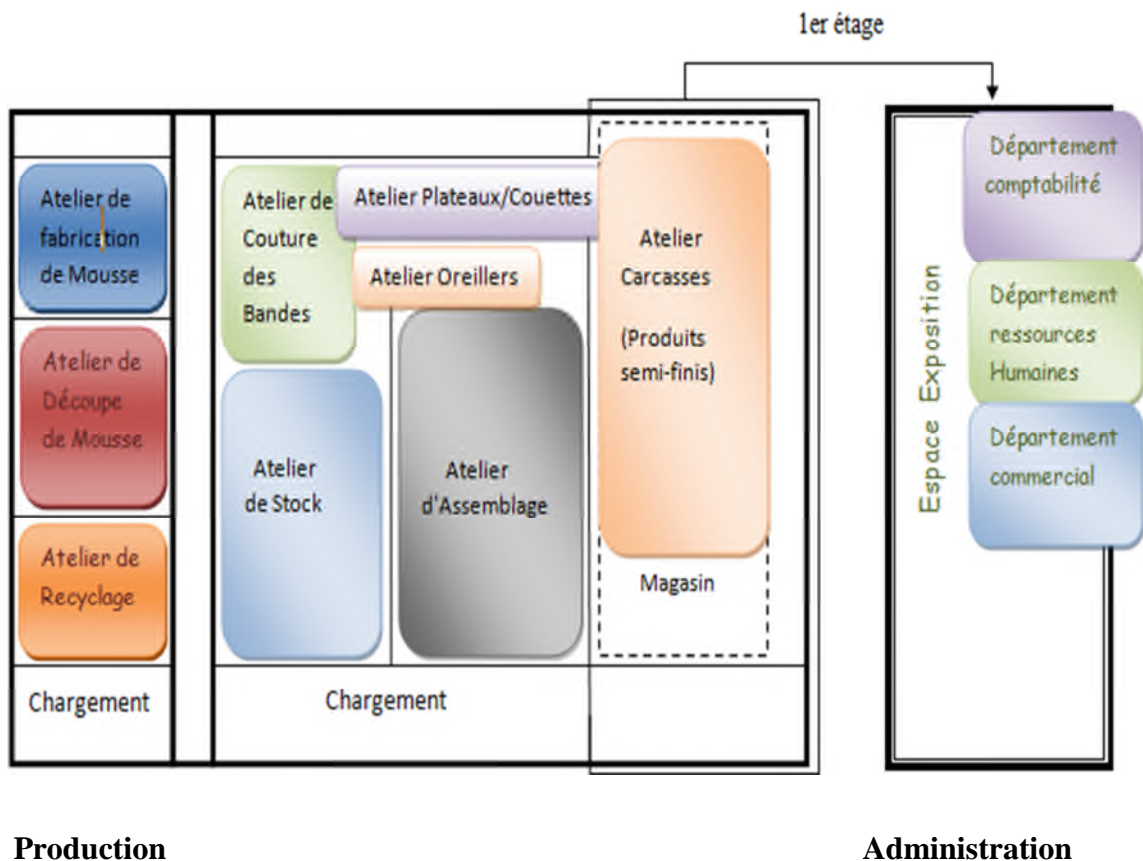 1er étage
Atelier de
fabrication
de Mousse
Atelier de
Découpe
de Mousse
Atelier de
Recyclage
Chargement
Atelier de
Couture
des
Bandes
Atelier Plateaux/Couettes
Atelier Oreillers
Atelier
de Stock
Atelier
d'Assemblage
Chargement
Atelier
Carcasses
(Produits
semi-finis)
Magasin
Espace Exposition
Département
comptabilité
Département
ressources
Humaines
Département
commercial
Production
Administration